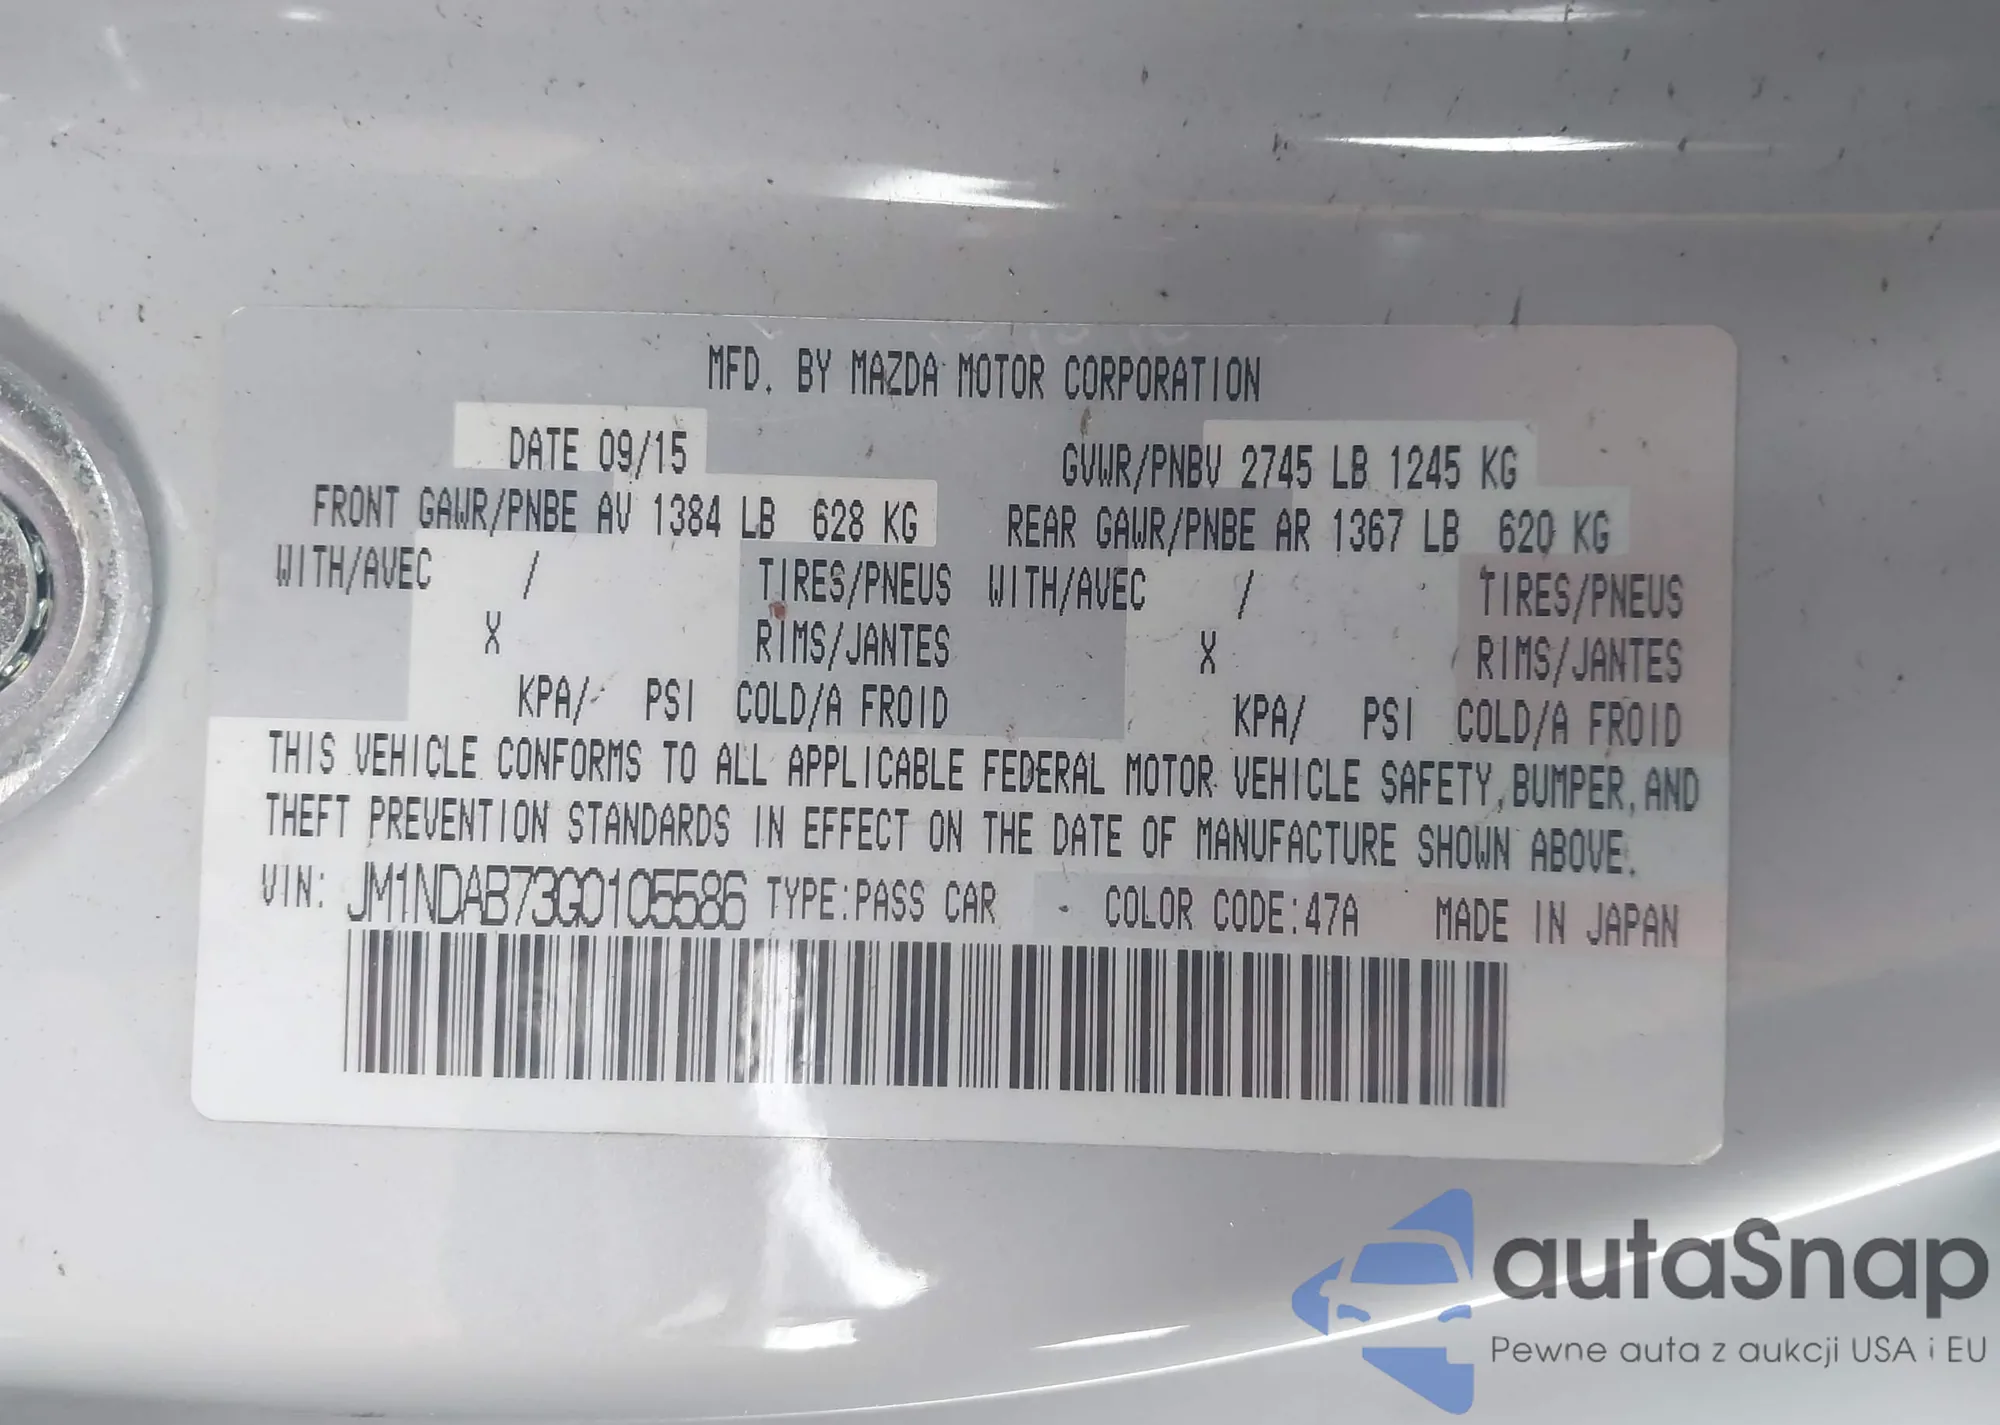 MFD. BY MAZDA MOTOR CORPORATION
DATE 09/15 GVWR/PNBV 2745 LB 1245 KG
FRONT GAWR/PNBE AV 1384 LB 628 KG REAR GAWR/PNBE AR 1367 LB 620 KG
WITH/AVEC / TIRES/PNEUS WITH/AVEC / TIRES/PNEUS
X RIMS/JANTES X RIMS/JANTES
KPA/ PSI COLD/A FROID KPA/ PSI COLD/A FROID
THIS VEHICLE CONFORMS TO ALL APPLICABLE FEDERAL MOTOR VEHICLE SAFETY, BUMPER, AND
THEFT PREVENTION STANDARDS IN EFFECT ON THE DATE OF MANUFACTURE SHOWN ABOVE.
VIN: JM1NDAB73G0105586 TYPE:PASS CAR COLOR CODE:47A MADE IN JAPAN
autaSnap
Pewne auta z aukcji USA i EU